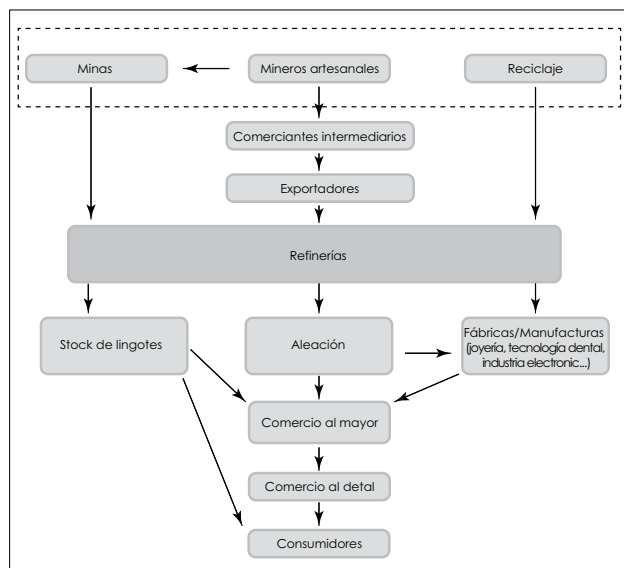 Minas
Mineros artesanales
Reciclaje
Comerciantes intermediarios
Exportadores
Refinerías
Stock de lingotes
Aleación
Fábricas/Manufacturas
(joyería, tecnología dental,
industria electronic...)
Comercio al mayor
Comercio al detal
Consumidores